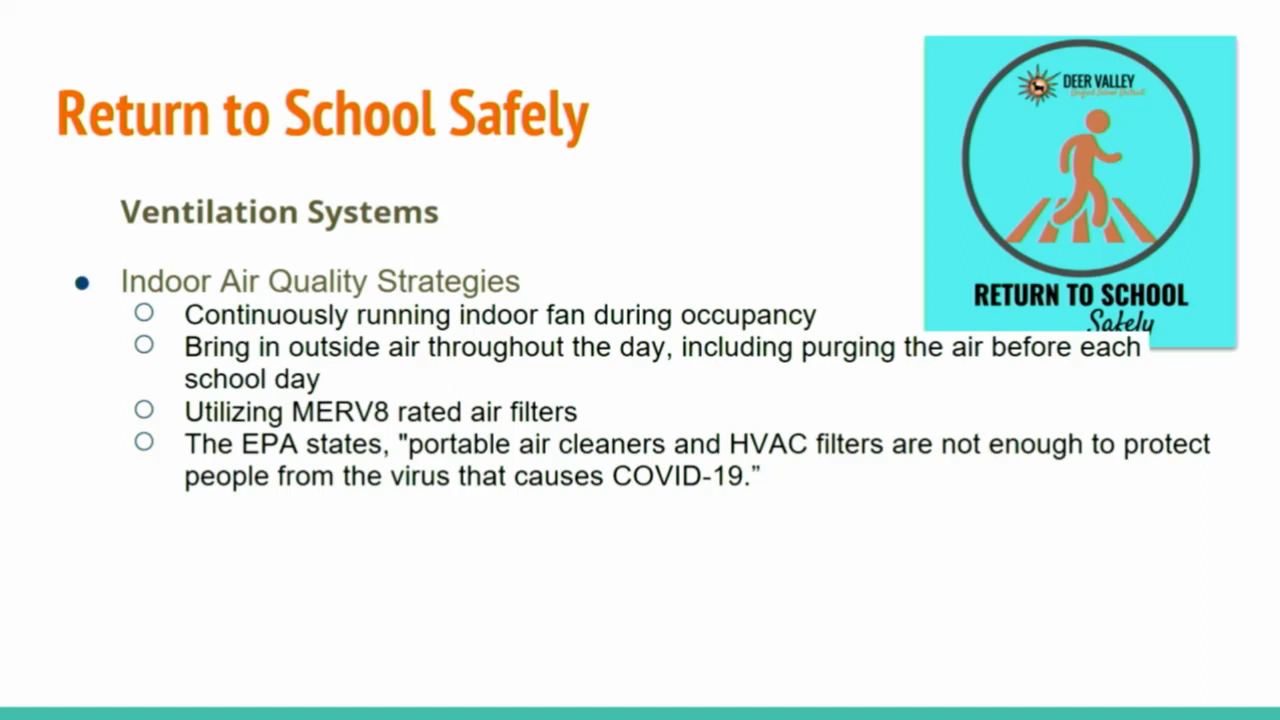 Return to School Safely
DEER VALLEY
Unified School District
RETURN TO SCHOOL
Safely
Ventilation Systems
Indoor Air Quality Strategies
Continuously running indoor fan during occupancy
Bring in outside air throughout the day, including purging the air before each
school day
Utilizing MERV8 rated air filters
The EPA states, "portable air cleaners and HVAC filters are not enough to protect
people from the virus that causes COVID-19.”